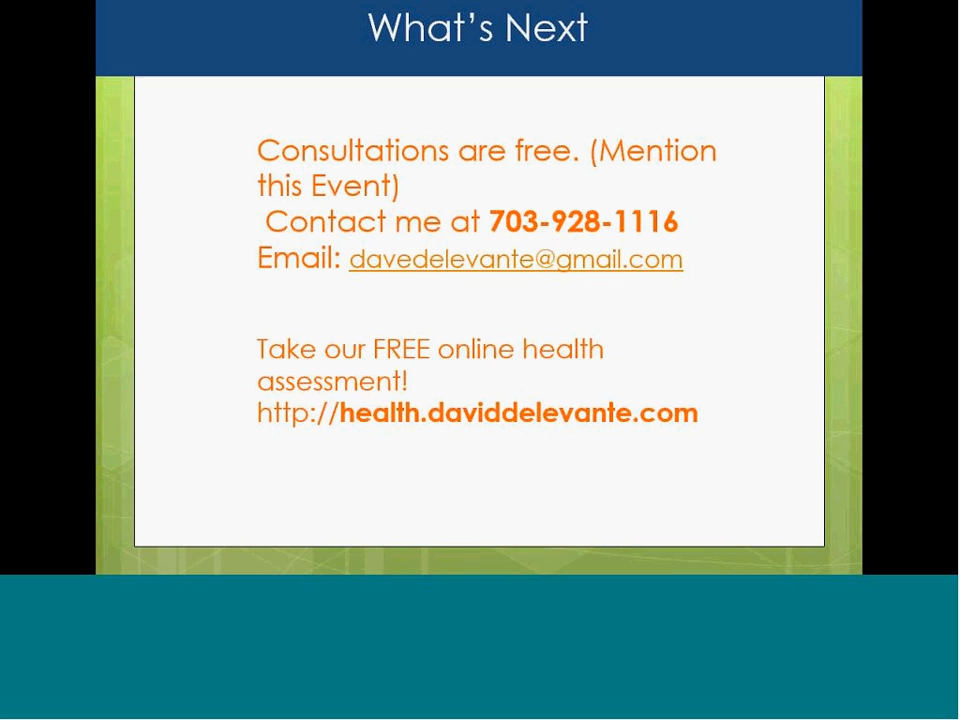 What's Next
Consultations are free. (Mention
this Event)
Contact me at 703-928-1116
Email: davedelevante@gmail.com
Take our FREE online health
assessment!
http://health.daviddelevante.com